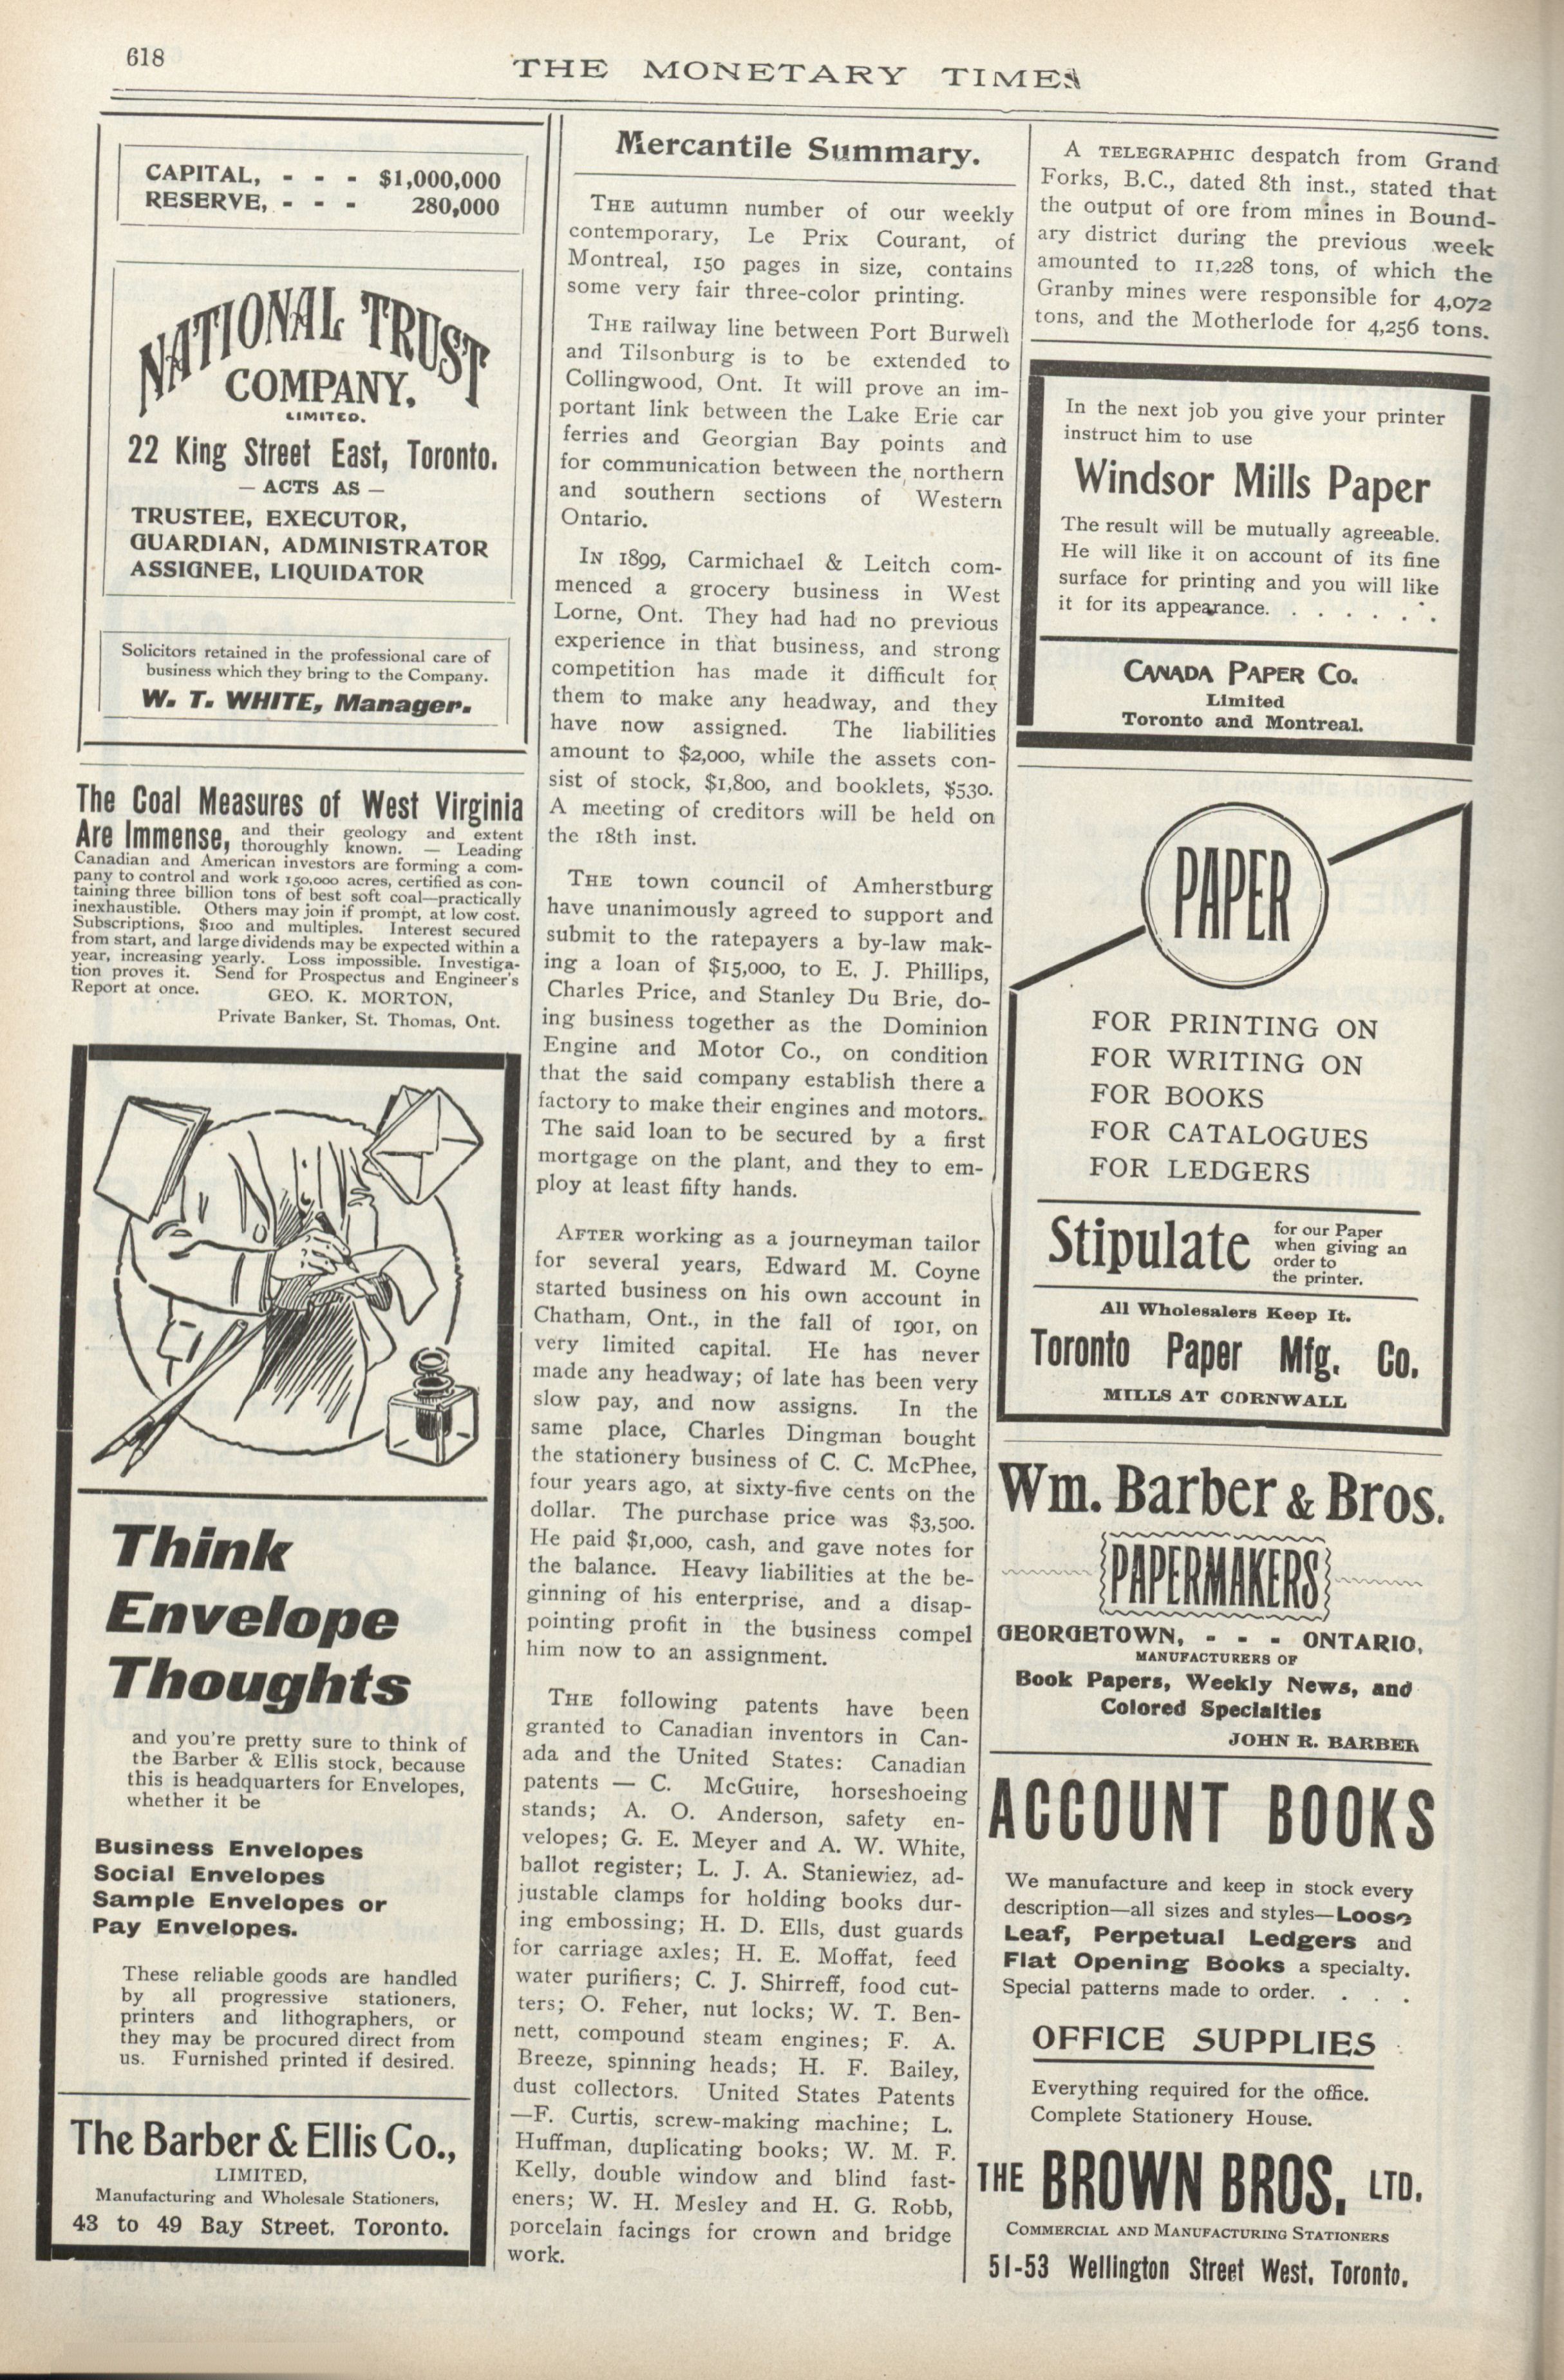 618
THE MONETARY TIMES
CAPITAL, - - - $1,000,000
RESERVE, - - - 280,000
NATIONAL TRUST
COMPANY,
LIMITED.
22 King Street East, Toronto.
— ACTS AS —
TRUSTEE, EXECUTOR,
GUARDIAN, ADMINISTRATOR
ASSIGNEE, LIQUIDATOR
Solicitors retained in the professional care of
business which they bring to the Company.
W. T. WHITE, Manager.
The Coal Measures of West Virginia
Are Immense, and their geology and extent
thoroughly known. — Leading
Canadian and American investors are forming a com-
pany to control and work 150,000 acres, certified as con-
taining three billion tons of best soft coal—practically
inexhaustible. Others may join if prompt, at low cost.
Subscriptions, $100 and multiples. Interest secured
from start, and large dividends may be expected within a
year, increasing yearly. Loss impossible. Investiga-
tion proves it. Send for Prospectus and Engineer's
Report at once.
GEO. K. MORTON,
Private Banker, St. Thomas, Ont.
Think
Envelope
Thoughts
and you're pretty sure to think of
the Barber & Ellis stock, because
this is headquarters for Envelopes,
whether it be
Business Envelopes
Social Envelopes
Sample Envelopes or
Pay Envelopes.
These reliable goods are handled
by all progressive stationers,
printers and lithographers, or
they may be procured direct from
us. Furnished printed if desired.
The Barber & Ellis Co.,
LIMITED,
Manufacturing and Wholesale Stationers,
43 to 49 Bay Street, Toronto.
Mercantile Summary.
THE autumn number of our weekly
contemporary, Le Prix Courant, of
Montreal, 150 pages in size, contains
some very fair three-color printing.
THE railway line between Port Burwell
and Tilsonburg is to be extended to
Collingwood, Ont. It will prove an im-
portant link between the Lake Erie car
ferries and Georgian Bay points and
for communication between the northern
and southern sections of Western
Ontario.
IN 1899, Carmichael & Leitch com-
menced a grocery business in West
Lorne, Ont. They had had no previous
experience in that business, and strong
competition has made it difficult for
them to make any headway, and they
have now assigned. The liabilities
amount to $2,000, while the assets con-
sist of stock, $1,800, and booklets, $530.
A meeting of creditors will be held on
the 18th inst.
THE town council of Amherstburg
have unanimously agreed to support and
submit to the ratepayers a by-law mak-
ing a loan of $15,000, to E. J. Phillips,
Charles Price, and Stanley Du Brie, do-
ing business together as the Dominion
Engine and Motor Co., on condition
that the said company establish there a
factory to make their engines and motors.
The said loan to be secured by a first
mortgage on the plant, and they to em-
ploy at least fifty hands.
AFTER working as a journeyman tailor
for several years, Edward M. Coyne
started business on his own account in
Chatham, Ont., in the fall of 1901, on
very limited capital. He has never
made any headway; of late has been very
slow pay, and now assigns. In the
same place, Charles Dingman bought
the stationery business of C. C. McPhee,
four years ago, at sixty-five cents on the
dollar. The purchase price was $3,500.
He paid $1,000, cash, and gave notes for
the balance. Heavy liabilities at the be-
ginning of his enterprise, and a disap-
pointing profit in the business compel
him now to an assignment.
THE following patents have been
granted to Canadian inventors in Can-
ada and the United States: Canadian
patents — C. McGuire, horseshoeing
stands; A. O. Anderson, safety en-
velopes; G. E. Meyer and A. W. White,
ballot register; L. J. A. Staniewiez, ad-
justable clamps for holding books dur-
ing embossing; H. D. Ells, dust guards
for carriage axles; H. E. Moffat, feed
water purifiers; C. J. Shirreff, food cut-
ters; O. Feher, nut locks; W. T. Ben-
nett, compound steam engines; F. A.
Breeze, spinning heads; H. F. Bailey,
dust collectors. United States Patents
—F. Curtis, screw-making machine; L.
Huffman, duplicating books; W. M. F.
Kelly, double window and blind fast-
eners; W. H. Mesley and H. G. Robb,
porcelain facings for crown and bridge
work.
A TELEGRAPHIC despatch from Grand
Forks, B.C., dated 8th inst., stated that
the output of ore from mines in Bound-
ary district during the previous week
amounted to 11,228 tons, of which the
Granby mines were responsible for 4,072
tons, and the Motherlode for 4,256 tons.
In the next job you give your printer
instruct him to use
Windsor Mills Paper
The result will be mutually agreeable.
He will like it on account of its fine
surface for printing and you will like
it for its appearance. . . . . . .
CANADA PAPER CO.
Limited
Toronto and Montreal.
PAPER
FOR PRINTING ON
FOR WRITING ON
FOR BOOKS
FOR CATALOGUES
FOR LEDGERS
Stipulate for our Paper
when giving an
order to
the printer.
All Wholesalers Keep It.
Toronto Paper Mfg. Co.
MILLS AT CORNWALL
Wm. Barber & Bros.
PAPERMAKERS
GEORGETOWN, - - - ONTARIO,
MANUFACTURERS OF
Book Papers, Weekly News, and
Colored Specialties
JOHN R. BARBER
ACCOUNT BOOKS
We manufacture and keep in stock every
description—all sizes and styles—Loose
Leaf, Perpetual Ledgers and
Flat Opening Books a specialty.
Special patterns made to order. . . .
OFFICE SUPPLIES
Everything required for the office.
Complete Stationery House.
THE BROWN BROS. LTD.
COMMERCIAL AND MANUFACTURING STATIONERS
51-53 Wellington Street West, Toronto.